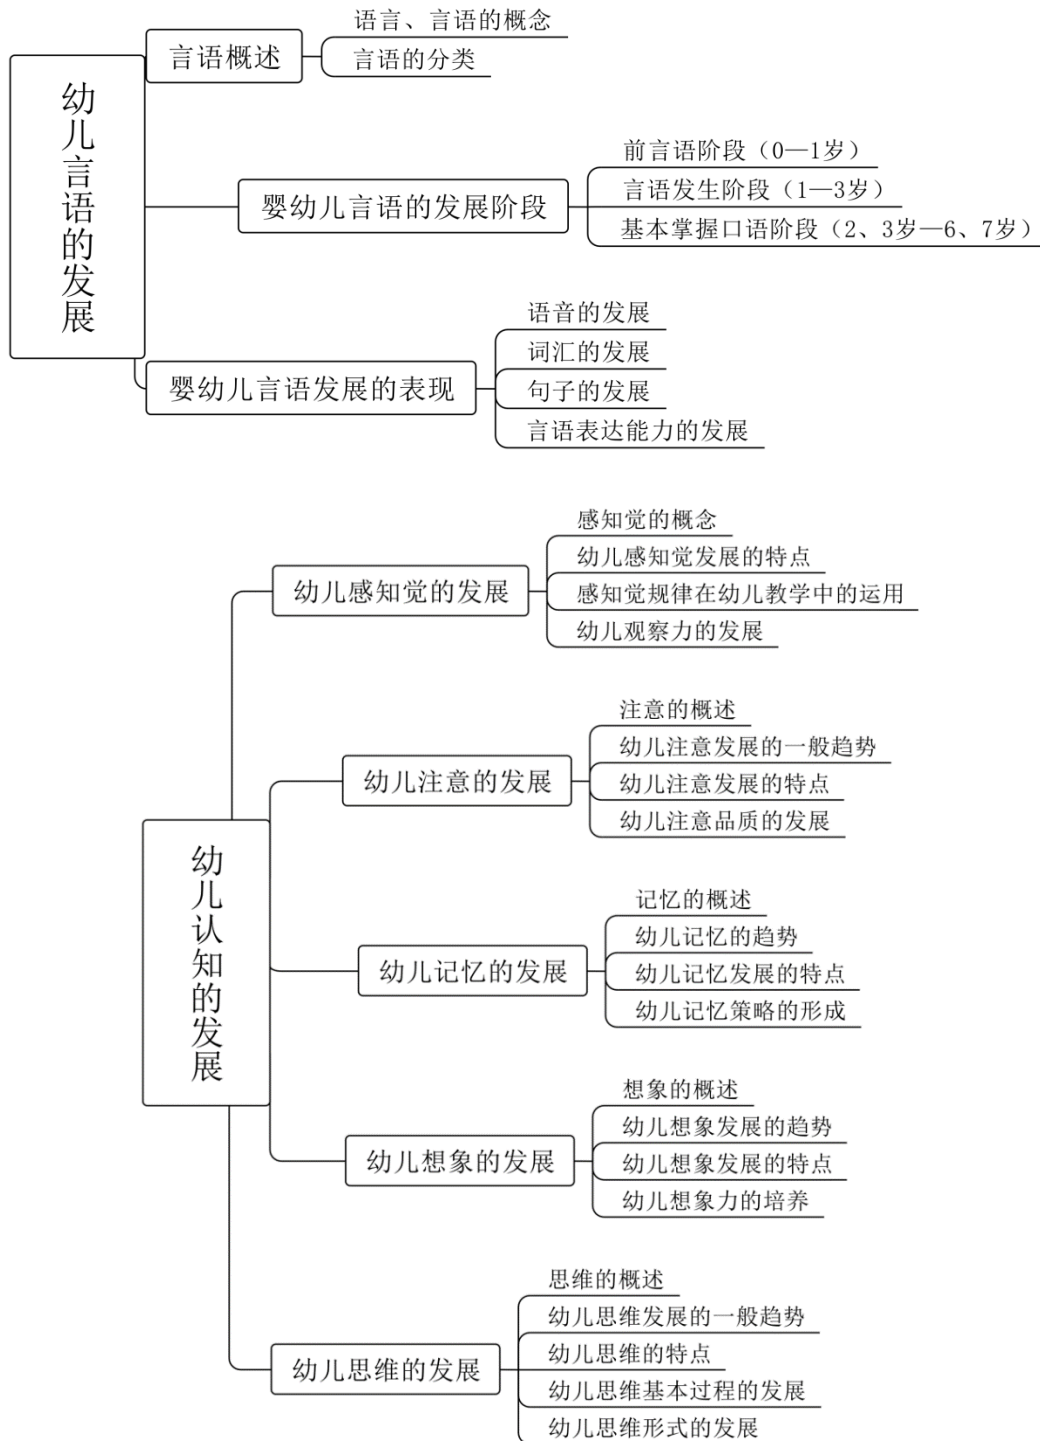 幼儿言语的发展
言语概述
语言、言语的概念
言语的分类
婴幼儿言语的发展阶段
前言语阶段（0—1岁）
言语发生阶段（1—3岁）
基本掌握口语阶段（2、3岁—6、7岁）
婴幼儿言语发展的表现
语音的发展
词汇的发展
句子的发展
言语表达能力的发展
幼儿认知的发展
幼儿感知觉的发展
感知觉的概念
幼儿感知觉发展的特点
感知觉规律在幼儿教学中的运用
幼儿观察力的发展
幼儿注意的发展
注意的概述
幼儿注意发展的一般趋势
幼儿注意发展的特点
幼儿注意品质的发展
幼儿记忆的发展
记忆的概述
幼儿记忆的趋势
幼儿记忆发展的特点
幼儿记忆策略的形成
幼儿想象的发展
想象的概述
幼儿想象发展的趋势
幼儿想象发展的特点
幼儿想象力的培养
幼儿思维的发展
思维的概述
幼儿思维发展的一般趋势
幼儿思维的特点
幼儿思维基本过程的发展
幼儿思维形式的发展